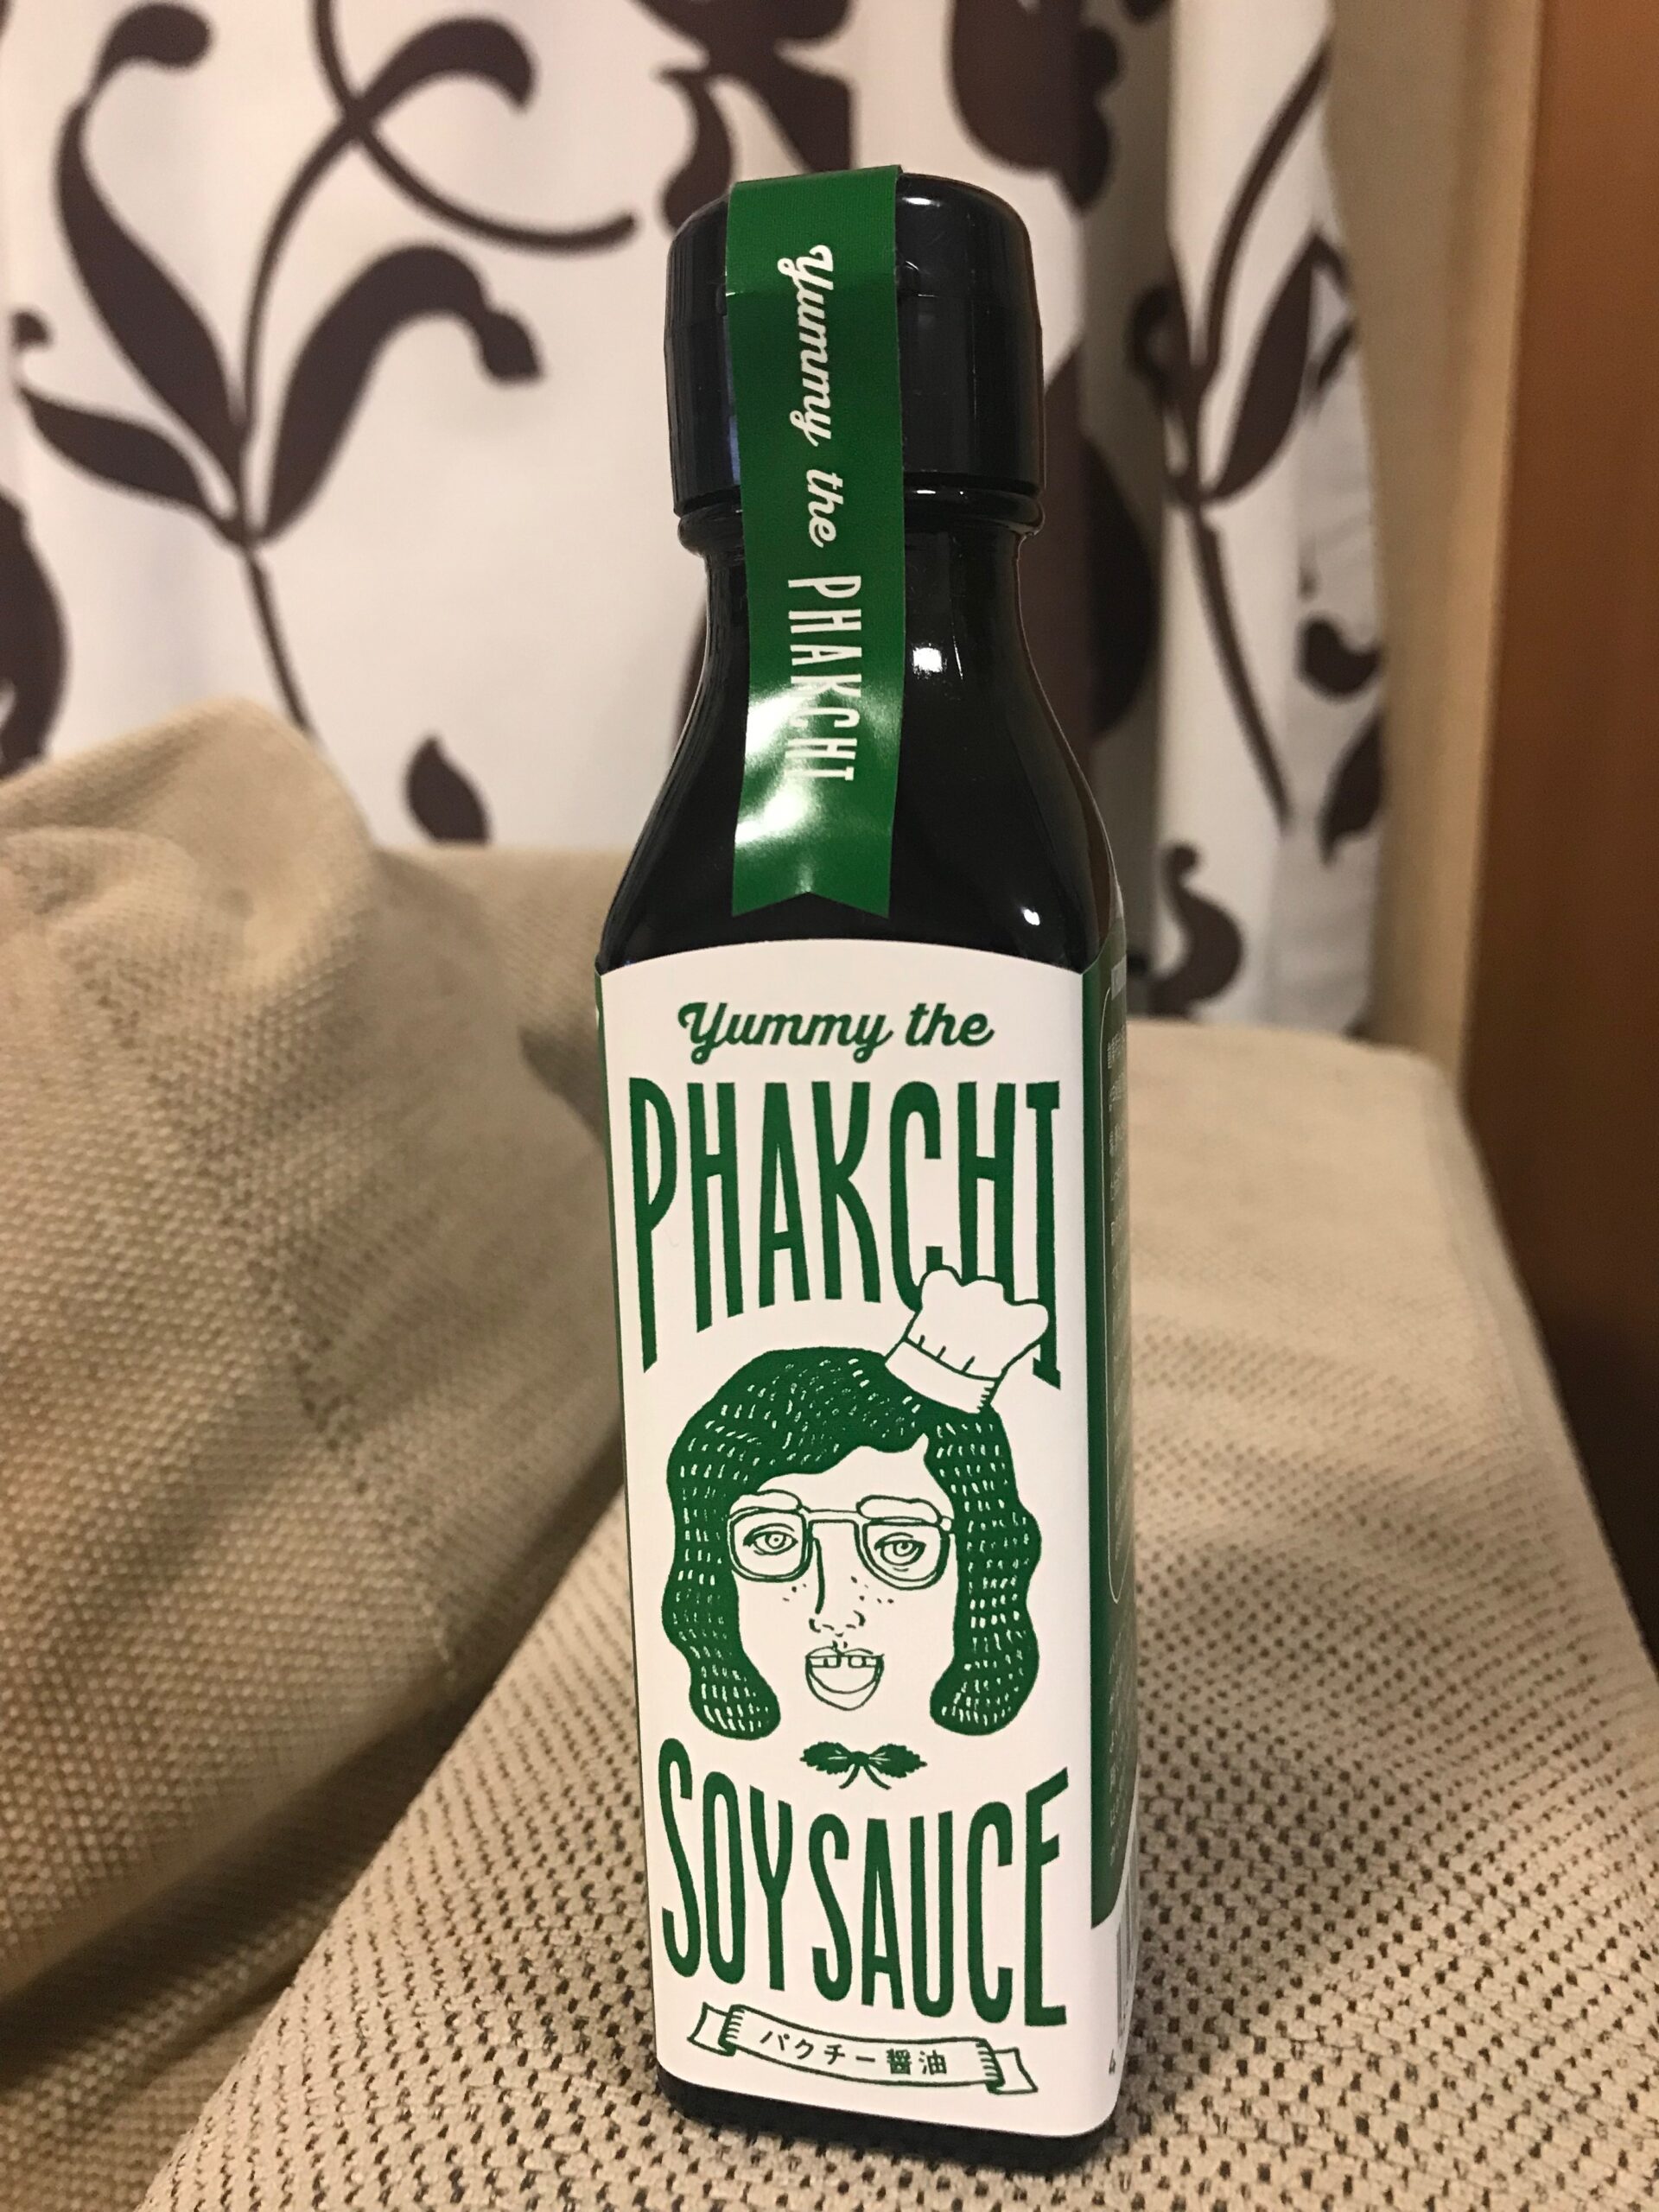 Yummy the PHAKCHI
Yummy the
PHAKCHI
SOY SAUCE
パクチー醤油